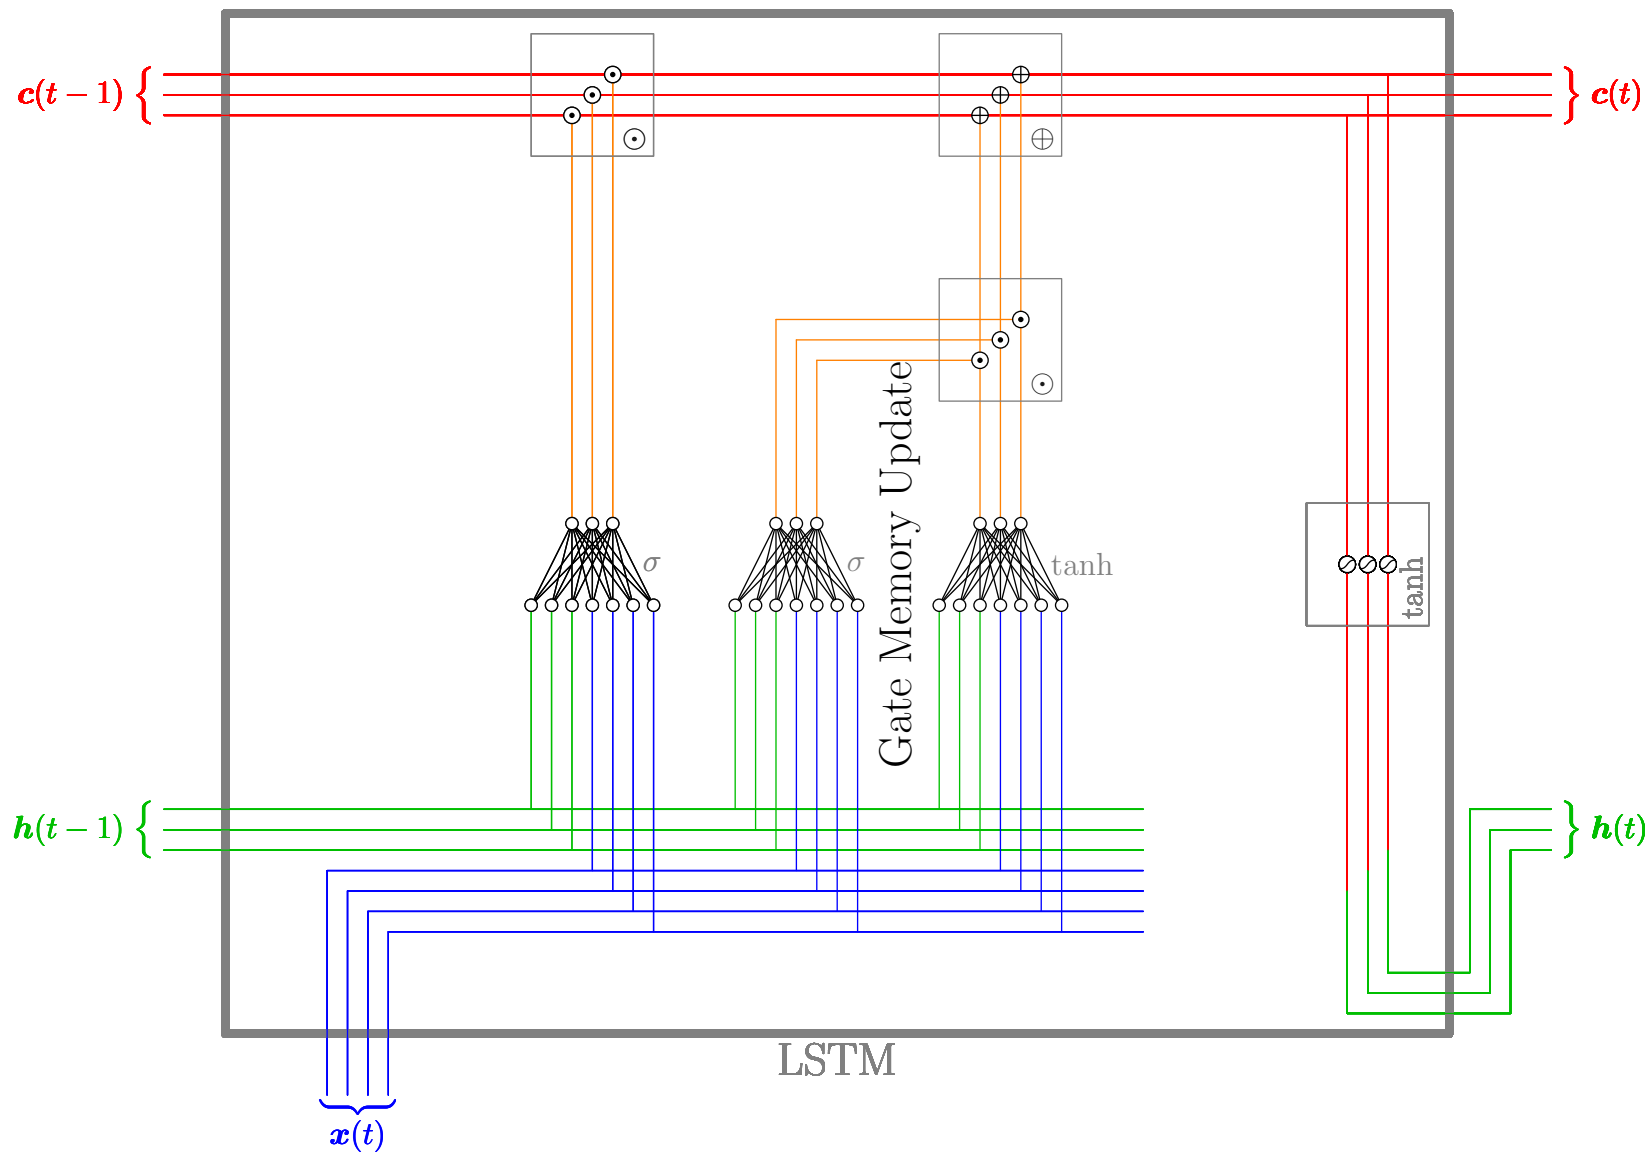 c(t − 1)
c(t)
⊙
⊕
⊙
Gate Memory Update
σ
σ
tanh
tanh
h(t − 1)
h(t)
LSTM
x(t)